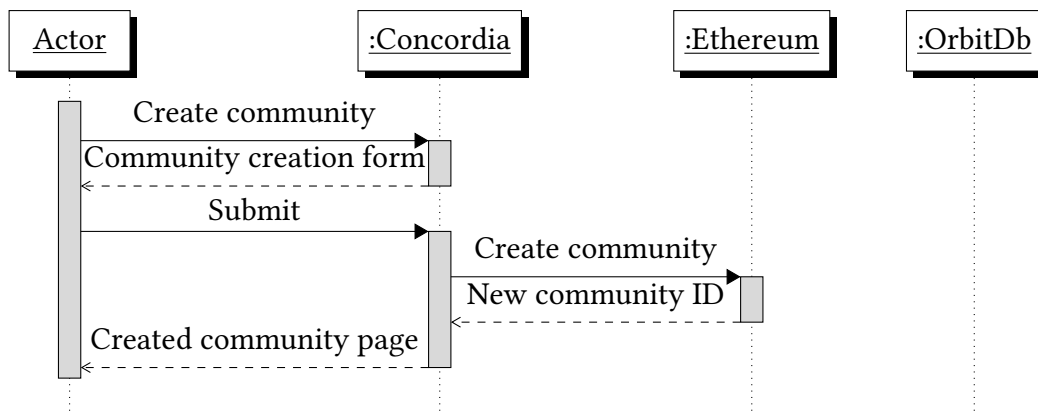 Actor
:Concordia
:Ethereum
:OrbitDb
Create community
Community creation form
Submit
Create community
New community ID
Created community page